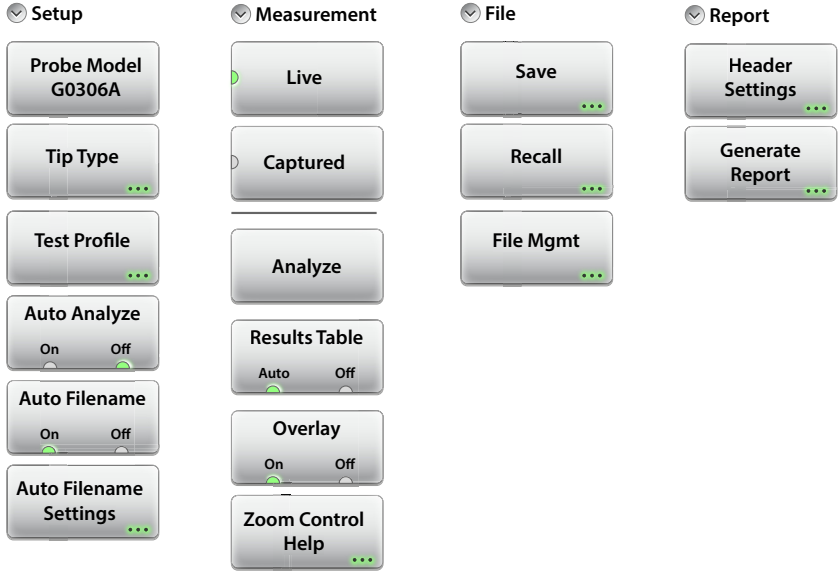 Setup
Probe Model
G0306A
Tip Type
Test Profile
Auto Analyze
On Off
Auto Filename
On Off
Auto Filename
Settings
Measurement
Live
Captured
Analyze
Results Table
Auto Off
Overlay
On Off
Zoom Control
Help
File
Save
Recall
File Mgmt
Report
Header
Settings
Generate
Report